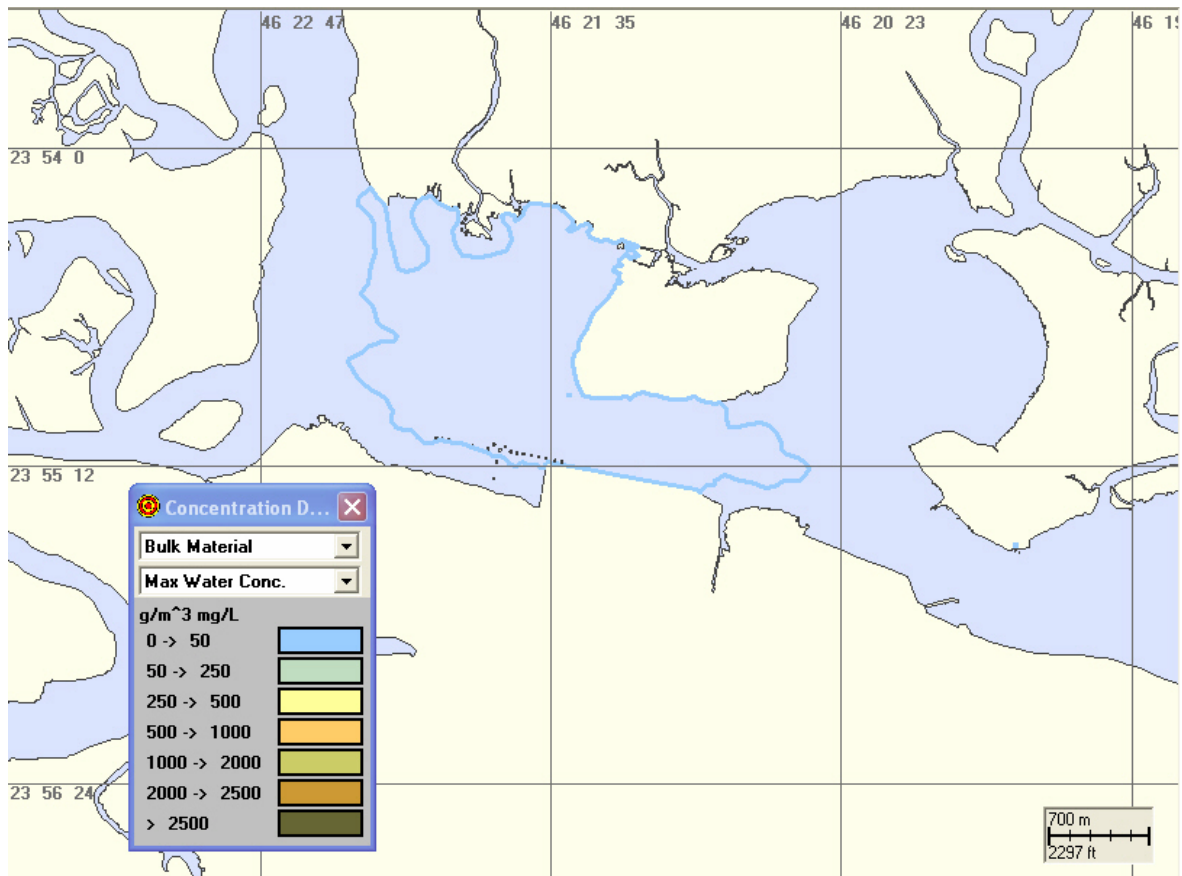 46 22 47
46 21 35
46 20 23
46 19
23 54 0
23 55 12
Concentration D...
Bulk Material
Max Water Conc.
g/m^3 mg/L
0 -> 50
50 -> 250
250 -> 500
500 -> 1000
1000 -> 2000
2000 -> 2500
> 2500
23 56 24
700 m
2297 ft